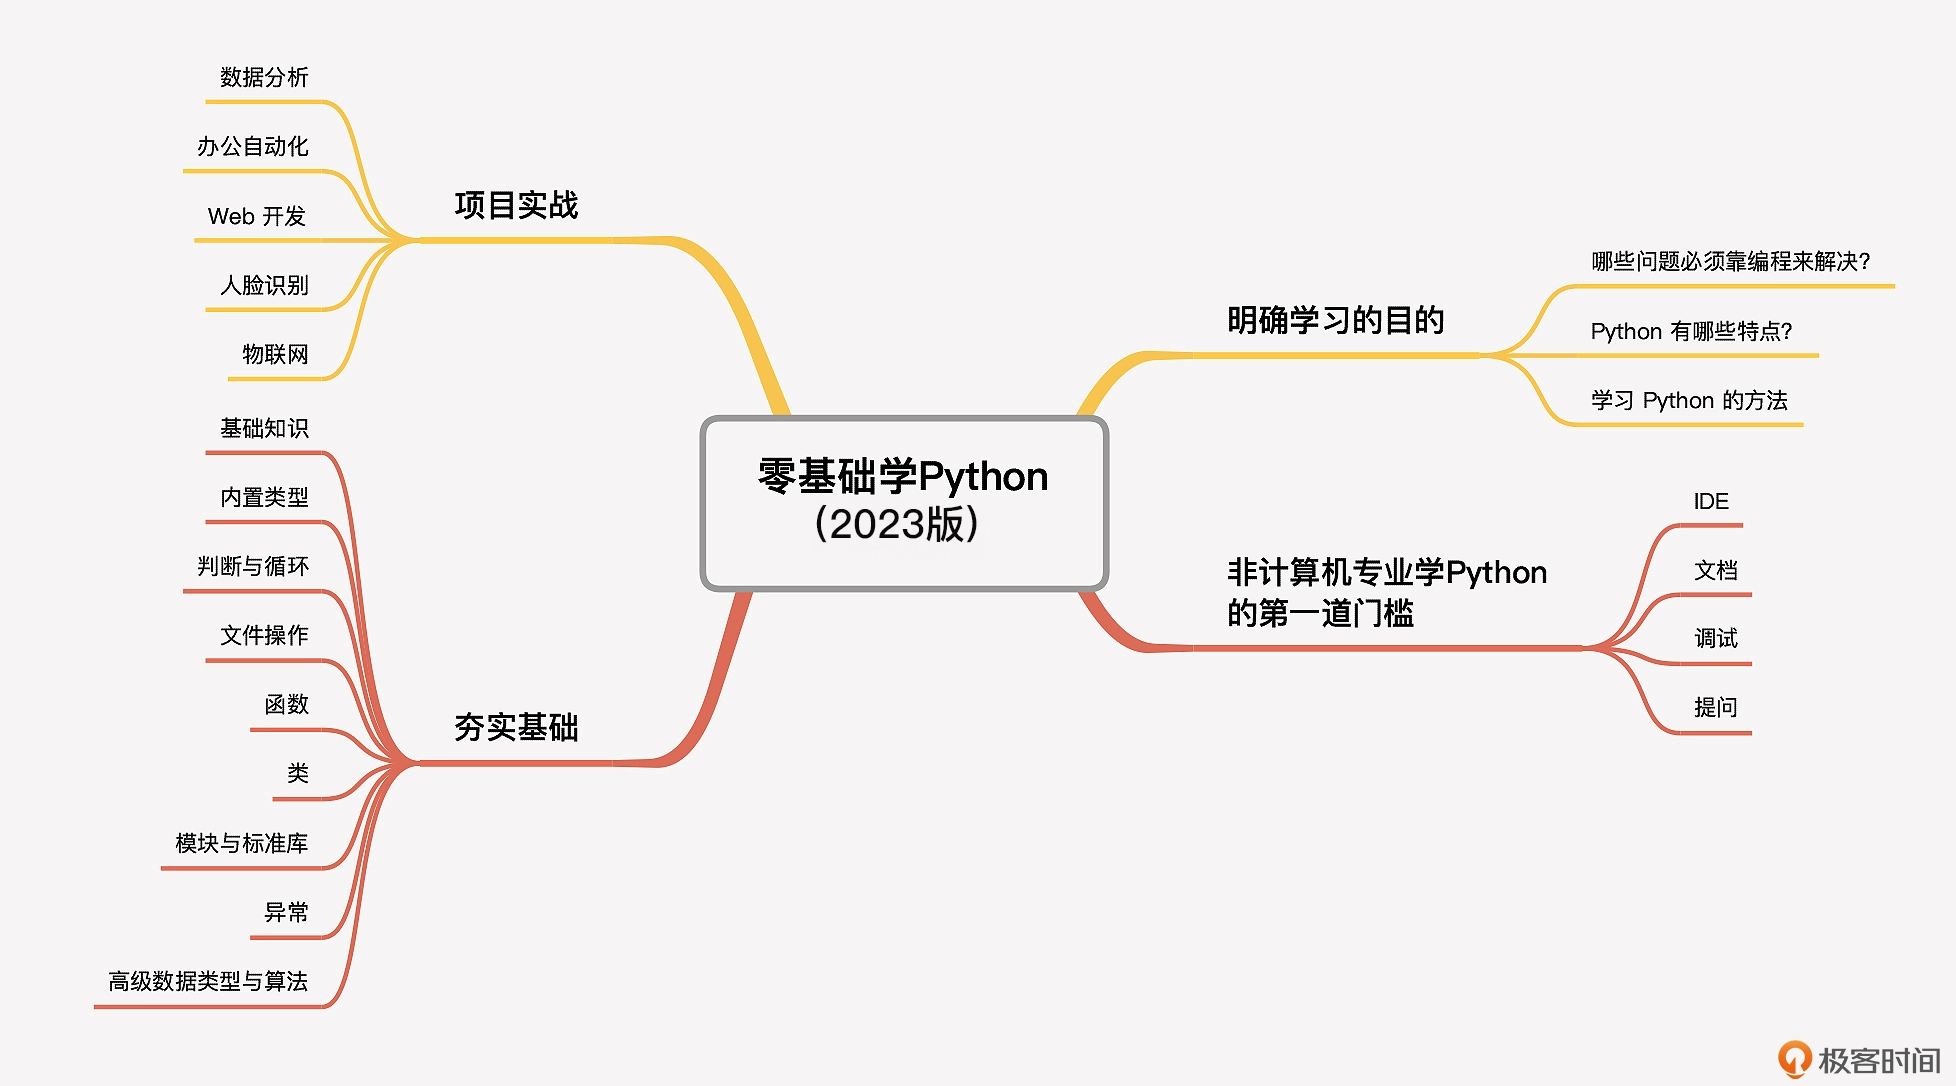 零基础学Python
（2023版）
明确学习的目的
哪些问题必须靠编程来解决?
Python 有哪些特点?
学习 Python 的方法
非计算机专业学Python
的第一道门槛
IDE
文档
调试
提问
项目实战
数据分析
办公自动化
Web 开发
人脸识别
物联网
夯实基础
基础知识
内置类型
判断与循环
文件操作
函数
类
模块与标准库
异常
高级数据类型与算法
极客时间